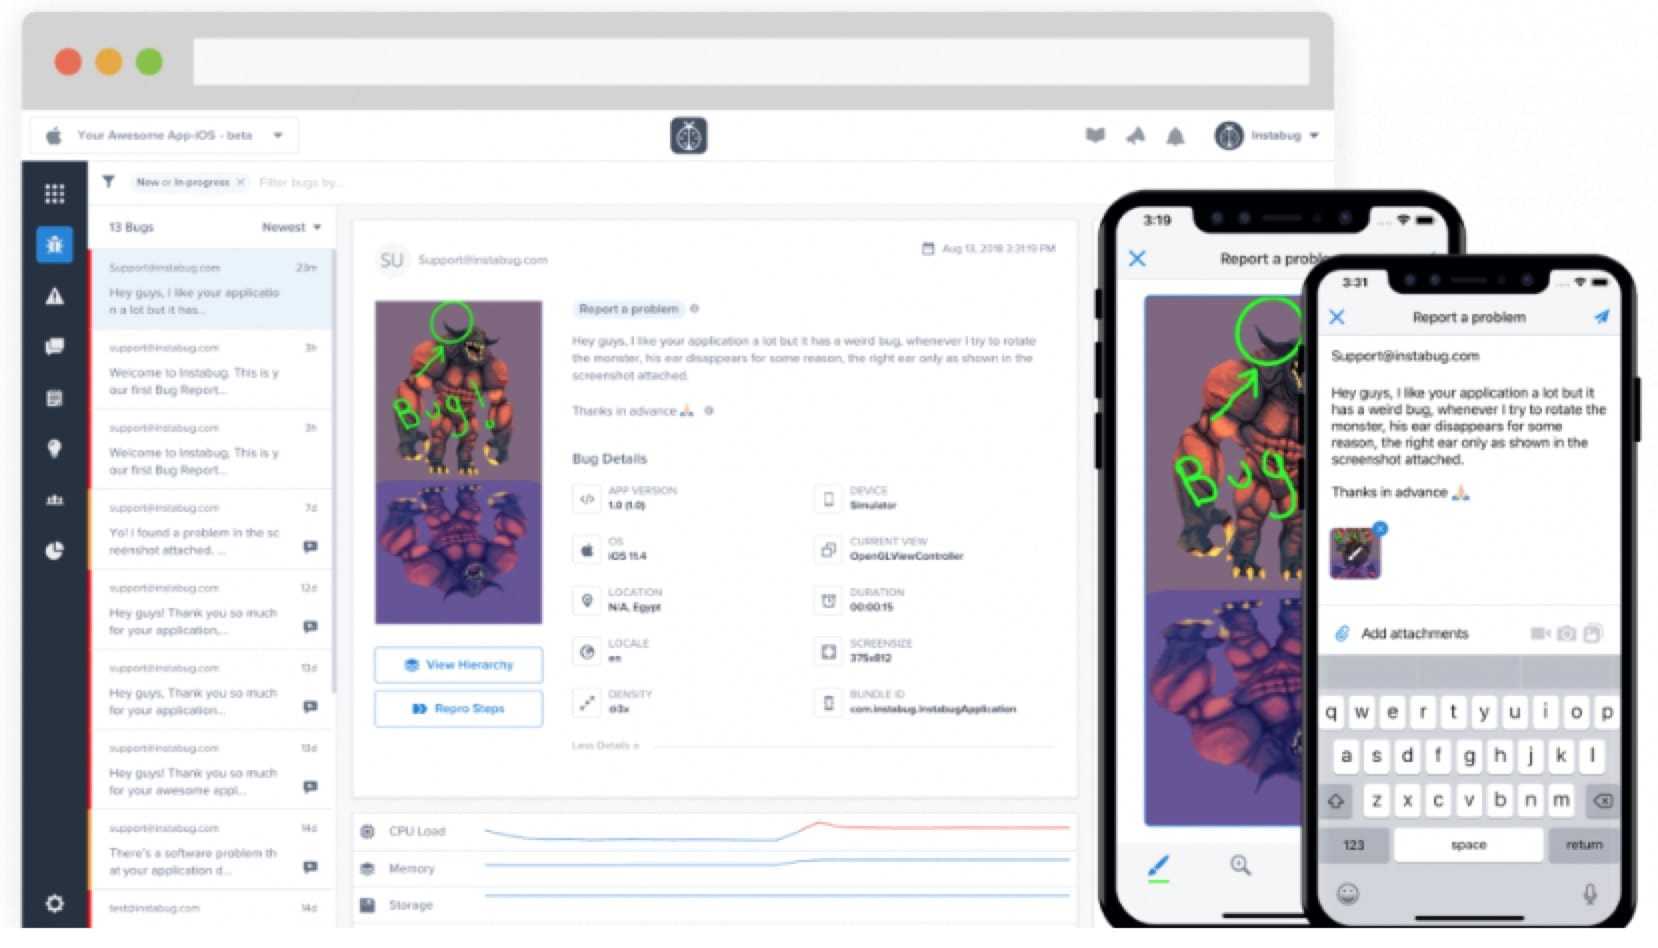 Your Awesome App-iOS - beta
Instabug
New or In-progress
Filter bugs by...
13 Bugs
Newest
Support@instabug.com
23m
Hey guys, I like your applicatio
n a lot but it has...
support@instabug.com
3h
Welcome to Instabug. This is y
our first Bug Report...
support@instabug.com
3h
Welcome to Instabug. This is y
our first Bug Report...
support@instabug.com
7d
Yo! I found a problem in the sc
reenshot attached. ...
support@instabug.com
12d
Hey guys! Thank you so much
for your application,...
support@instabug.com
13d
Hey guys, Thank you so much
for your application...
support@instabug.com
13d
Hey guys! Thank you so much
for your awesome appl...
support@instabug.com
14d
There's a software problem th
at your application d...
test@instabug.com
14d
SU
Support@instabug.com
Aug 13, 2018 3:31:19 PM
Bug!
View Hierarchy
Repro Steps
Report a problem
Hey guys, I like your application a lot but it has a weird bug, whenever I try to rotate
the monster, his ear disappears for some reason, the right ear only as shown in the
screenshot attached.
Thanks in advance 🙏🏻
Bug Details
APP VERSION
1.0 (1.0)
DEVICE
Simulator
OS
iOS 11.4
CURRENT VIEW
OpenGLViewController
LOCATION
N/A, Egypt
DURATION
00:00:15
LOCALE
en
SCREENSIZE
375x812
DENSITY
@3x
BUNDLE ID
com.instabug.InstabugApplication
Less Details
CPU Load
Memory
Storage
3:19
Report a proble
Bug
3:31
Report a problem
Support@instabug.com
Hey guys, I like your application a lot but it
has a weird bug, whenever I try to rotate the
monster, his ear disappears for some
reason, the right ear only as shown in the
screenshot attached.
Thanks in advance 🙏🏻
Add attachments
q w e r t y u i o p
a s d f g h j k l
z x c v b n m
123 space return